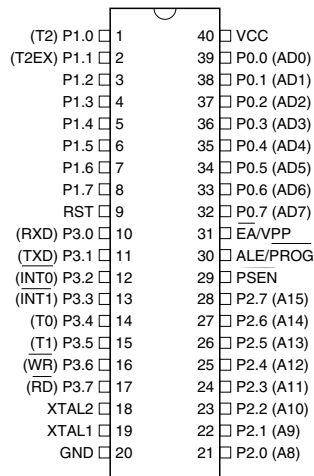 (T2) P1.0 1 40 VCC
(T2EX) P1.1 2 39 P0.0 (AD0)
P1.2 3 38 P0.1 (AD1)
P1.3 4 37 P0.2 (AD2)
P1.4 5 36 P0.3 (AD3)
P1.5 6 35 P0.4 (AD4)
P1.6 7 34 P0.5 (AD5)
P1.7 8 33 P0.6 (AD6)
RST 9 32 P0.7 (AD7)
(RXD) P3.0 10 31 E̅A̅/VPP
(TXD) P3.1 11 30 ALE/P̅R̅O̅G̅
(I̅N̅T̅0̅) P3.2 12 29 P̅S̅E̅N̅
(I̅N̅T̅1̅) P3.3 13 28 P2.7 (A15)
(T0) P3.4 14 27 P2.6 (A14)
(T1) P3.5 15 26 P2.5 (A13)
(W̅R̅) P3.6 16 25 P2.4 (A12)
(R̅D̅) P3.7 17 24 P2.3 (A11)
XTAL2 18 23 P2.2 (A10)
XTAL1 19 22 P2.1 (A9)
GND 20 21 P2.0 (A8)